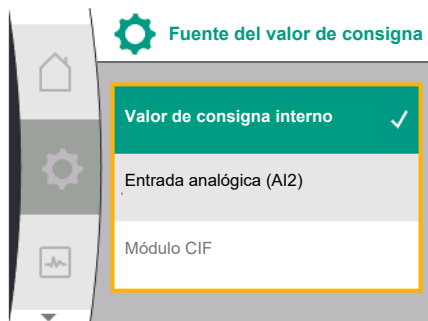 Fuente del valor de consigna
Valor de consigna interno
Entrada analógica (AI2)
Módulo CIF